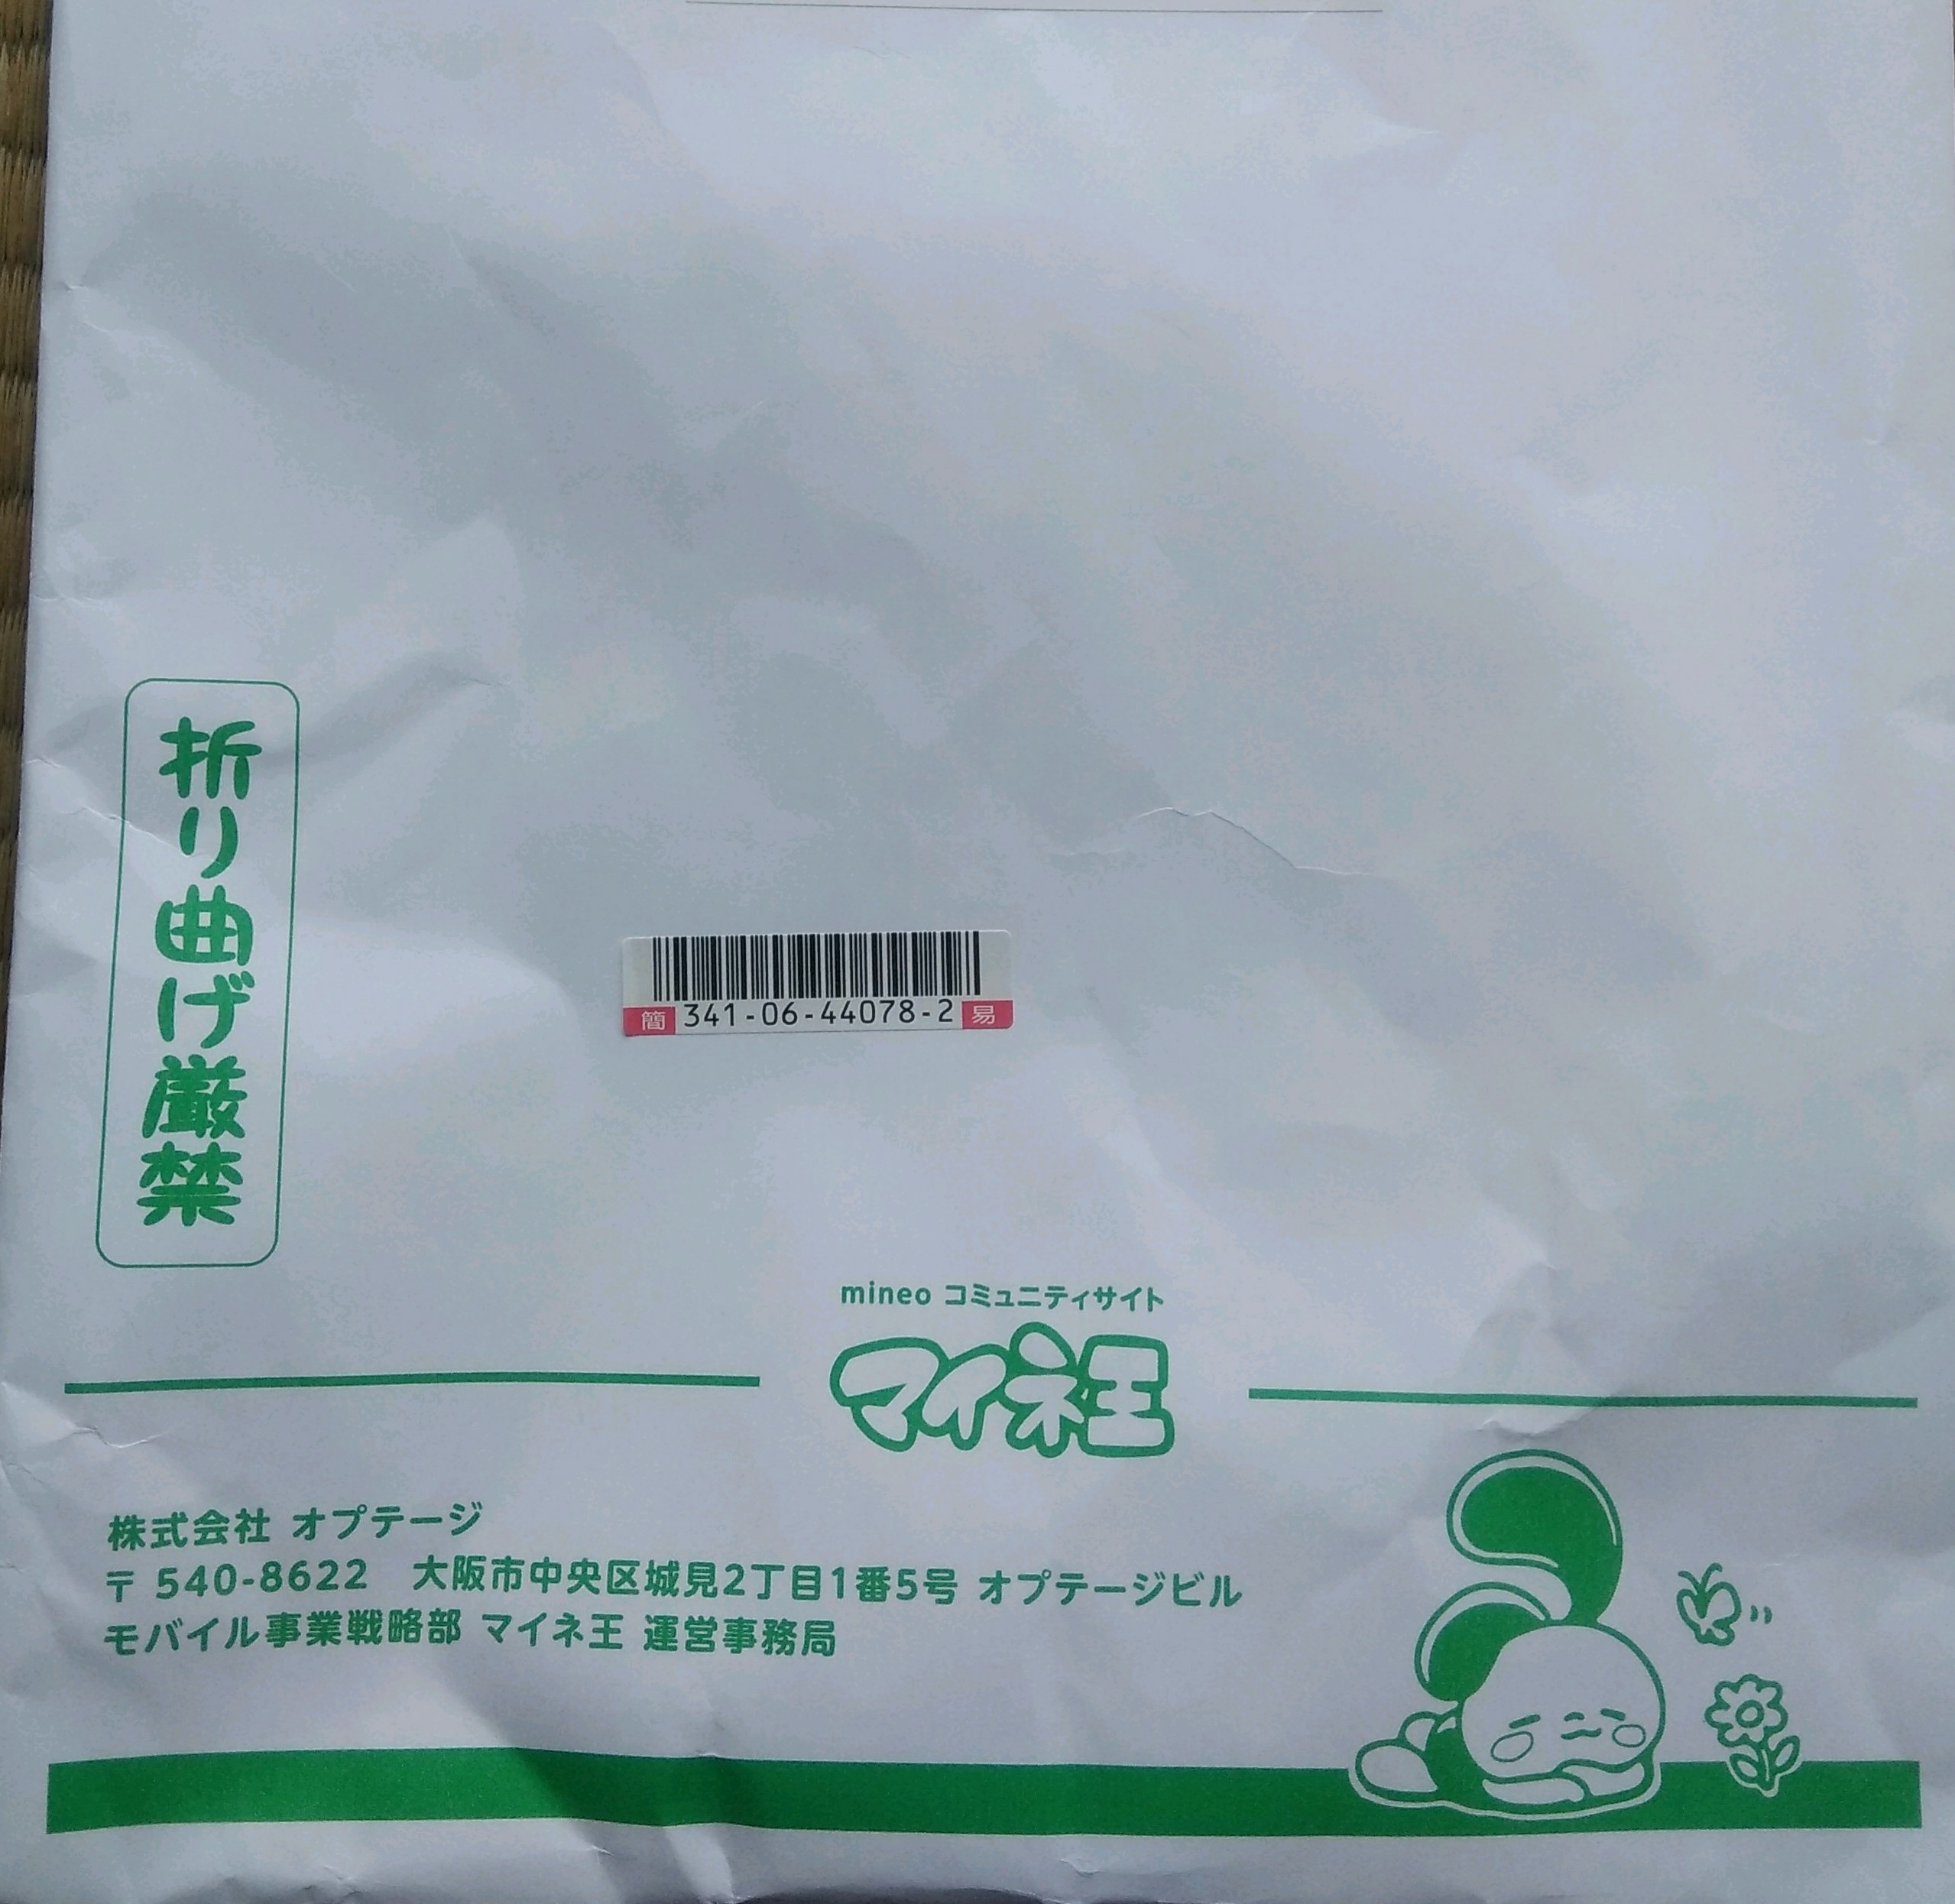 折り曲げ厳禁
簡 341-06-44078-2 易
mineo コミュニティサイト
マイネ王
株式会社 オプテージ
〒540-8622 大阪市中央区城見2丁目1番5号 オプテージビル
モバイル事業戦略部 マイネ王 運営事務局